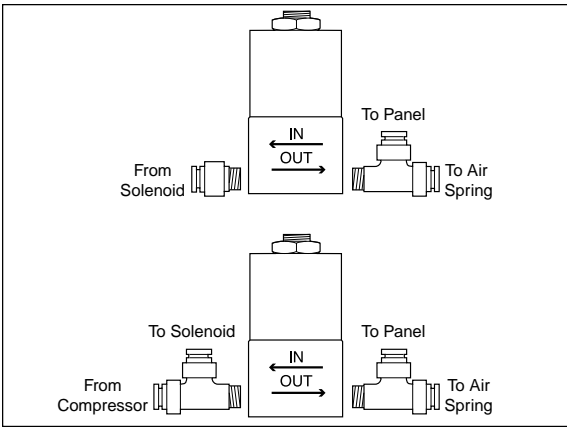 To Panel
IN
OUT
From
Solenoid
To Air
Spring
To Solenoid
To Panel
IN
OUT
From
Compressor
To Air
Spring